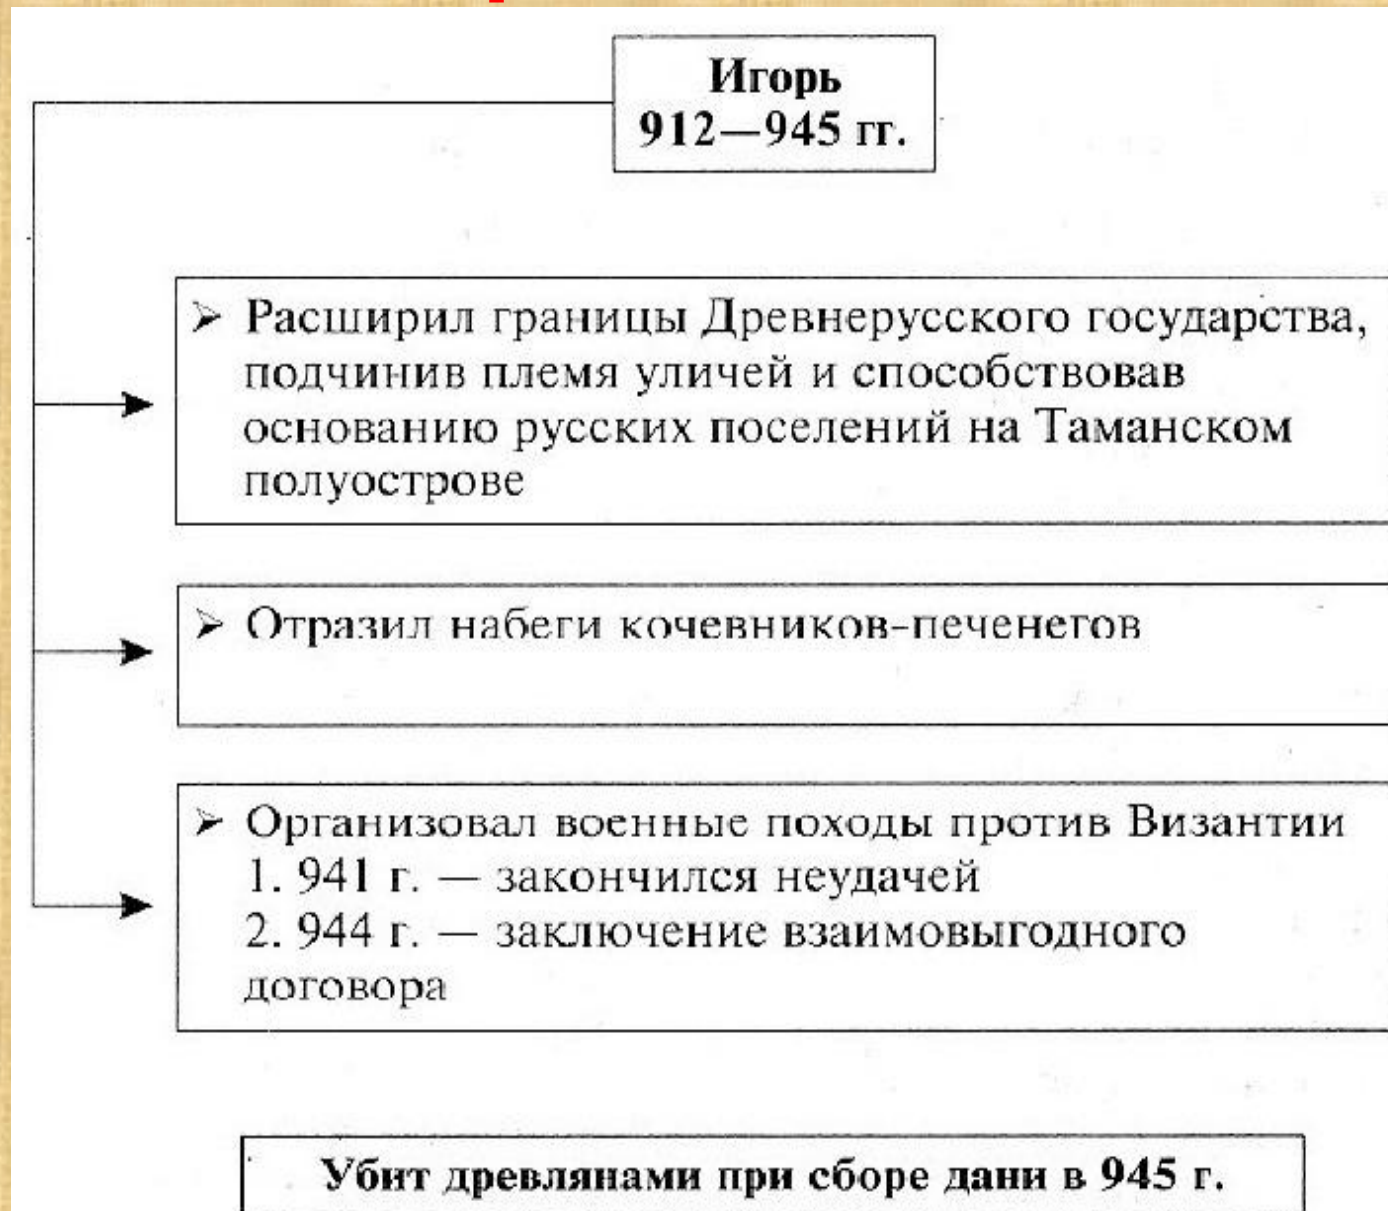 Игорь
912—945 гг.
➢ Расширил границы Древнерусского государства,
подчинив племя уличей и способствовав
основанию русских поселений на Таманском
полуострове
➢ Отразил набеги кочевников-печенегов
➢ Организовал военные походы против Византии
1. 941 г. — закончился неудачей
2. 944 г. — заключение взаимовыгодного
договора
Убит древлянами при сборе дани в 945 г.